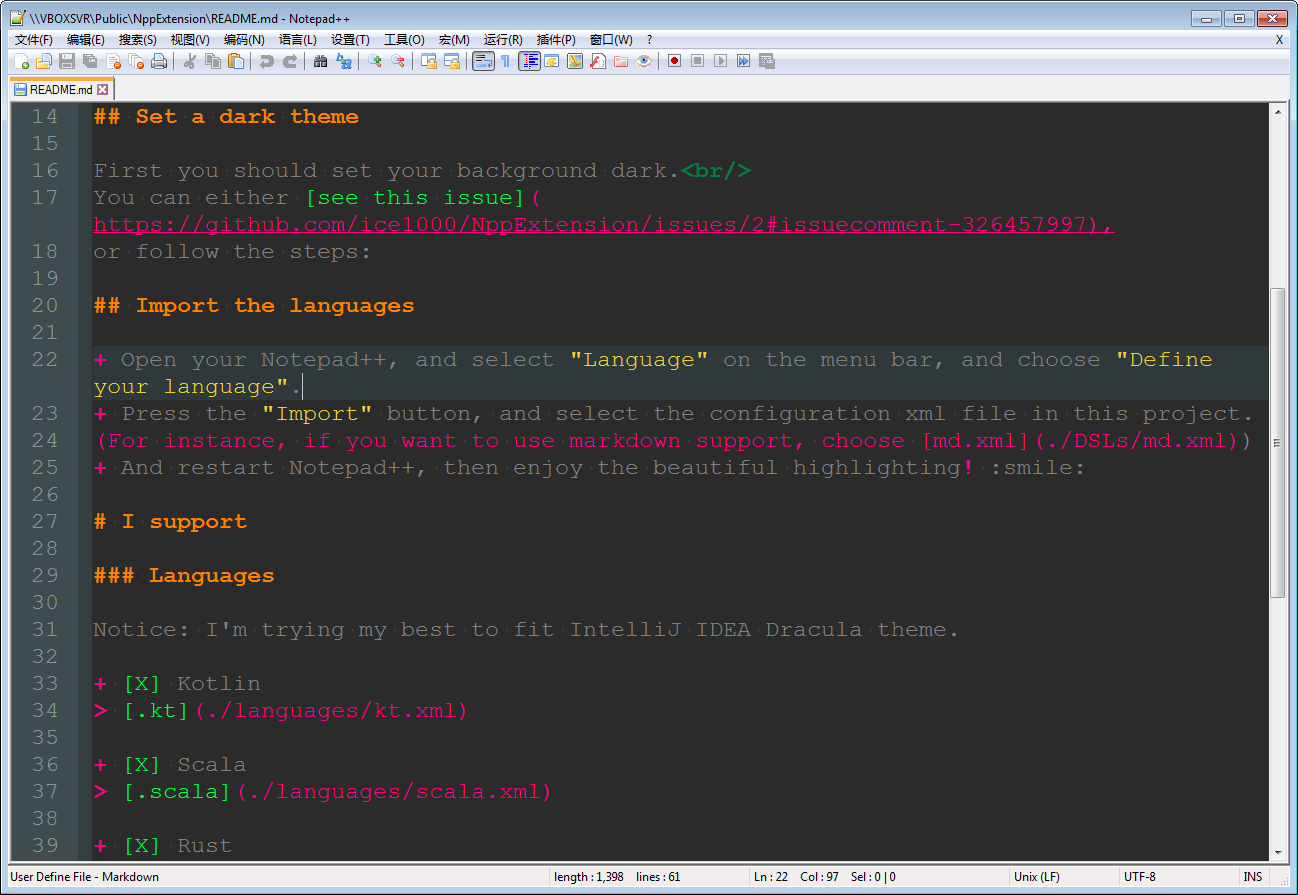 \\VBOXSVR\Public\NppExtension\README.md - Notepad++
文件(F) 编辑(E) 搜索(S) 视图(V) 编码(N) 语言(L) 设置(T) 工具(O) 宏(M) 运行(R) 插件(P) 窗口(W) ? X
README.md
14 ## Set a dark theme
15
16 First you should set your background dark.<br/>
17 You can either [see this issue](
https://github.com/ice1000/NppExtension/issues/2#issuecomment-326457997),
18 or follow the steps:
19
20 ## Import the languages
21
22 + Open your Notepad++, and select "Language" on the menu bar, and choose "Define
your language".
23 + Press the "Import" button, and select the configuration xml file in this project.
24 (For instance, if you want to use markdown support, choose [md.xml](./DSLs/md.xml))
25 + And restart Notepad++, then enjoy the beautiful highlighting! :smile:
26
27 # I support
28
29 ### Languages
30
31 Notice: I'm trying my best to fit IntelliJ IDEA Dracula theme.
32
33 + [X] Kotlin
34 > [.kt](./languages/kt.xml)
35
36 + [X] Scala
37 > [.scala](./languages/scala.xml)
38
39 + [X] Rust
User Define File - Markdown length : 1,398 lines : 61 Ln : 22 Col : 97 Sel : 0 | 0 Unix (LF) UTF-8 INS